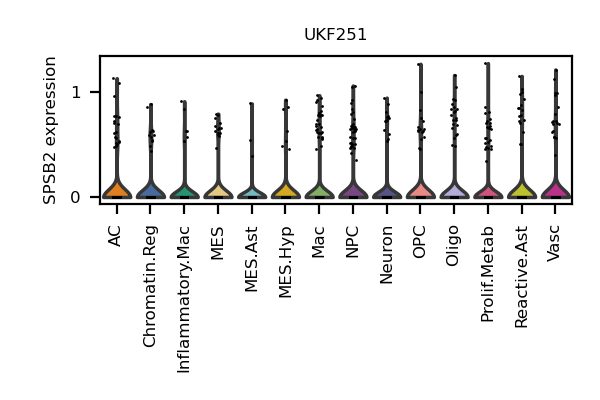 UKF251
SPSB2 expression
1
0
AC
Chromatin.Reg
Inflammatory.Mac
MES
MES.Ast
MES.Hyp
Mac
NPC
Neuron
OPC
Oligo
Prolif.Metab
Reactive.Ast
Vasc